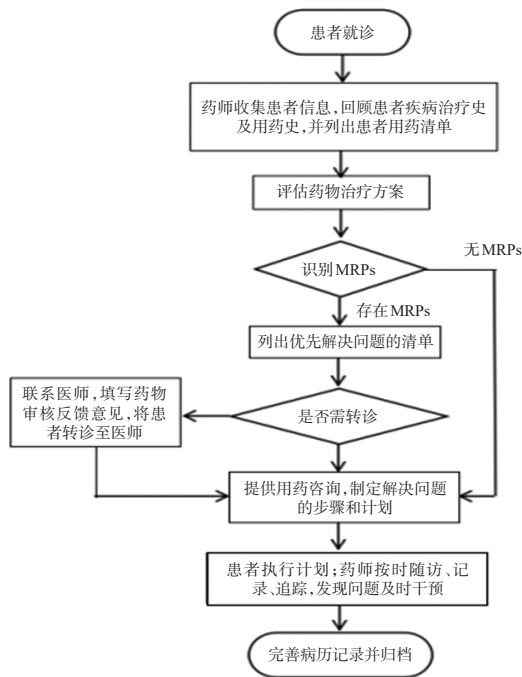 患者就诊
药师收集患者信息,回顾患者疾病治疗史
及用药史,并列出患者用药清单
评估药物治疗方案
无MRPs
识别MRPs
存在MRPs
列出优先解决问题的清单
联系医师,填写药物
审核反馈意见,将患
者转诊至医师
是否需转诊
提供用药咨询,制定解决问题
的步骤和计划
患者执行计划;药师按时随访、记
录、追踪,发现问题及时干预
完善病历记录并归档